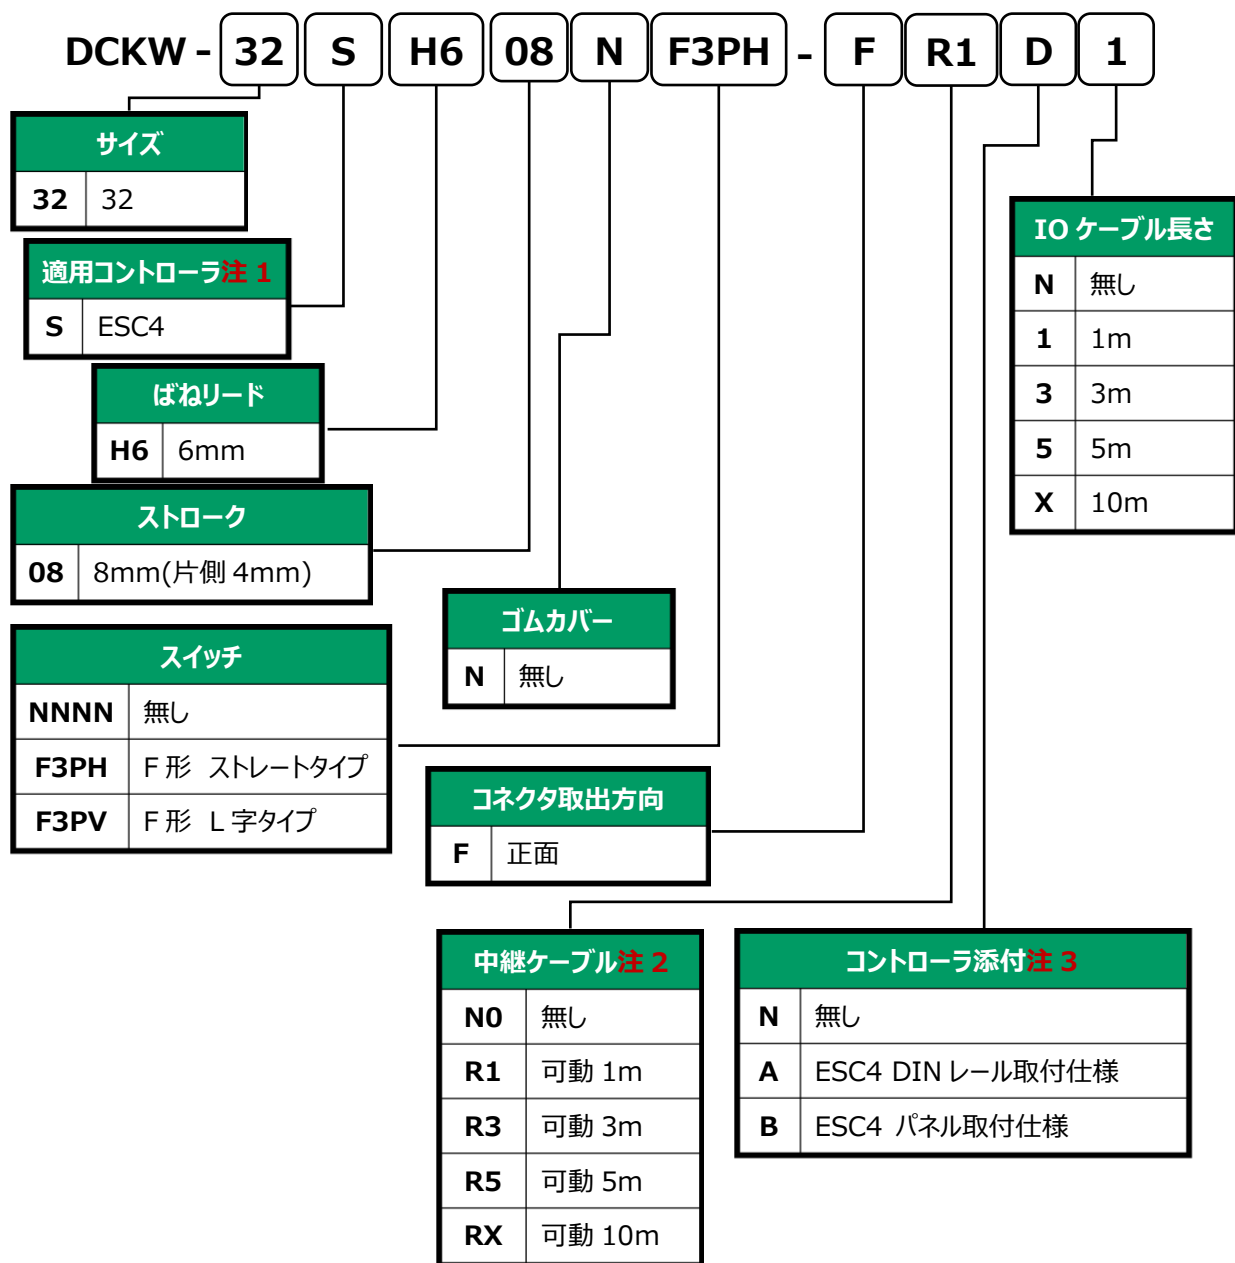 DCKW - 32 S H6 08 N F3PH - F R1 D 1
サイズ
32 32
適用コントローラ注 1
S ESC4
ばねリード
H6 6mm
ストローク
08 8mm(片側 4mm)
スイッチ
NNNN 無し
F3PH F 形 ストレートタイプ
F3PV F 形 L 字タイプ
ゴムカバー
N 無し
コネクタ取出方向
F 正面
中継ケーブル注 2
N0 無し
R1 可動 1m
R3 可動 3m
R5 可動 5m
RX 可動 10m
コントローラ添付注 3
N 無し
A ESC4 DIN レール取付仕様
B ESC4 パネル取付仕様
IO ケーブル長さ
N 無し
1 1m
3 3m
5 5m
X 10m